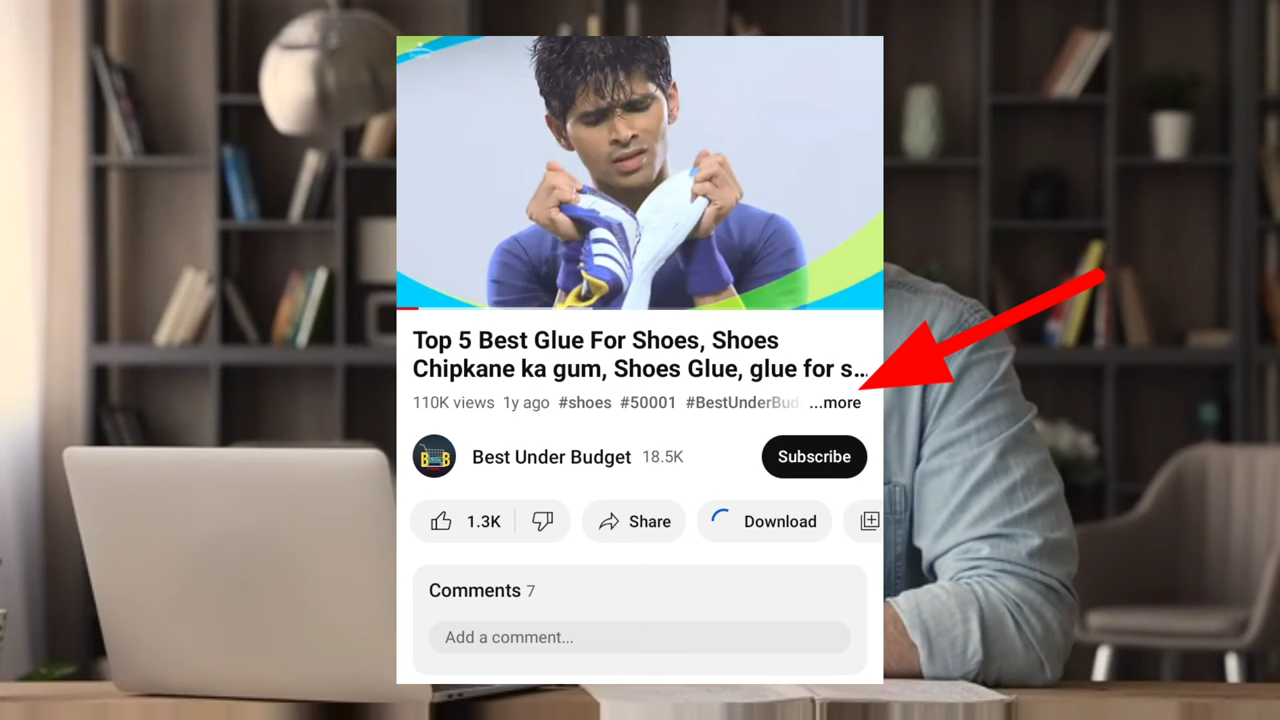 Top 5 Best Glue For Shoes, Shoes
Chipkane ka gum, Shoes Glue, glue for s...
110K views 1y ago #shoes #50001 #BestUnderBud ...more
Best Under Budget 18.5K
Subscribe
1.3K Share Download
Comments 7
Add a comment...